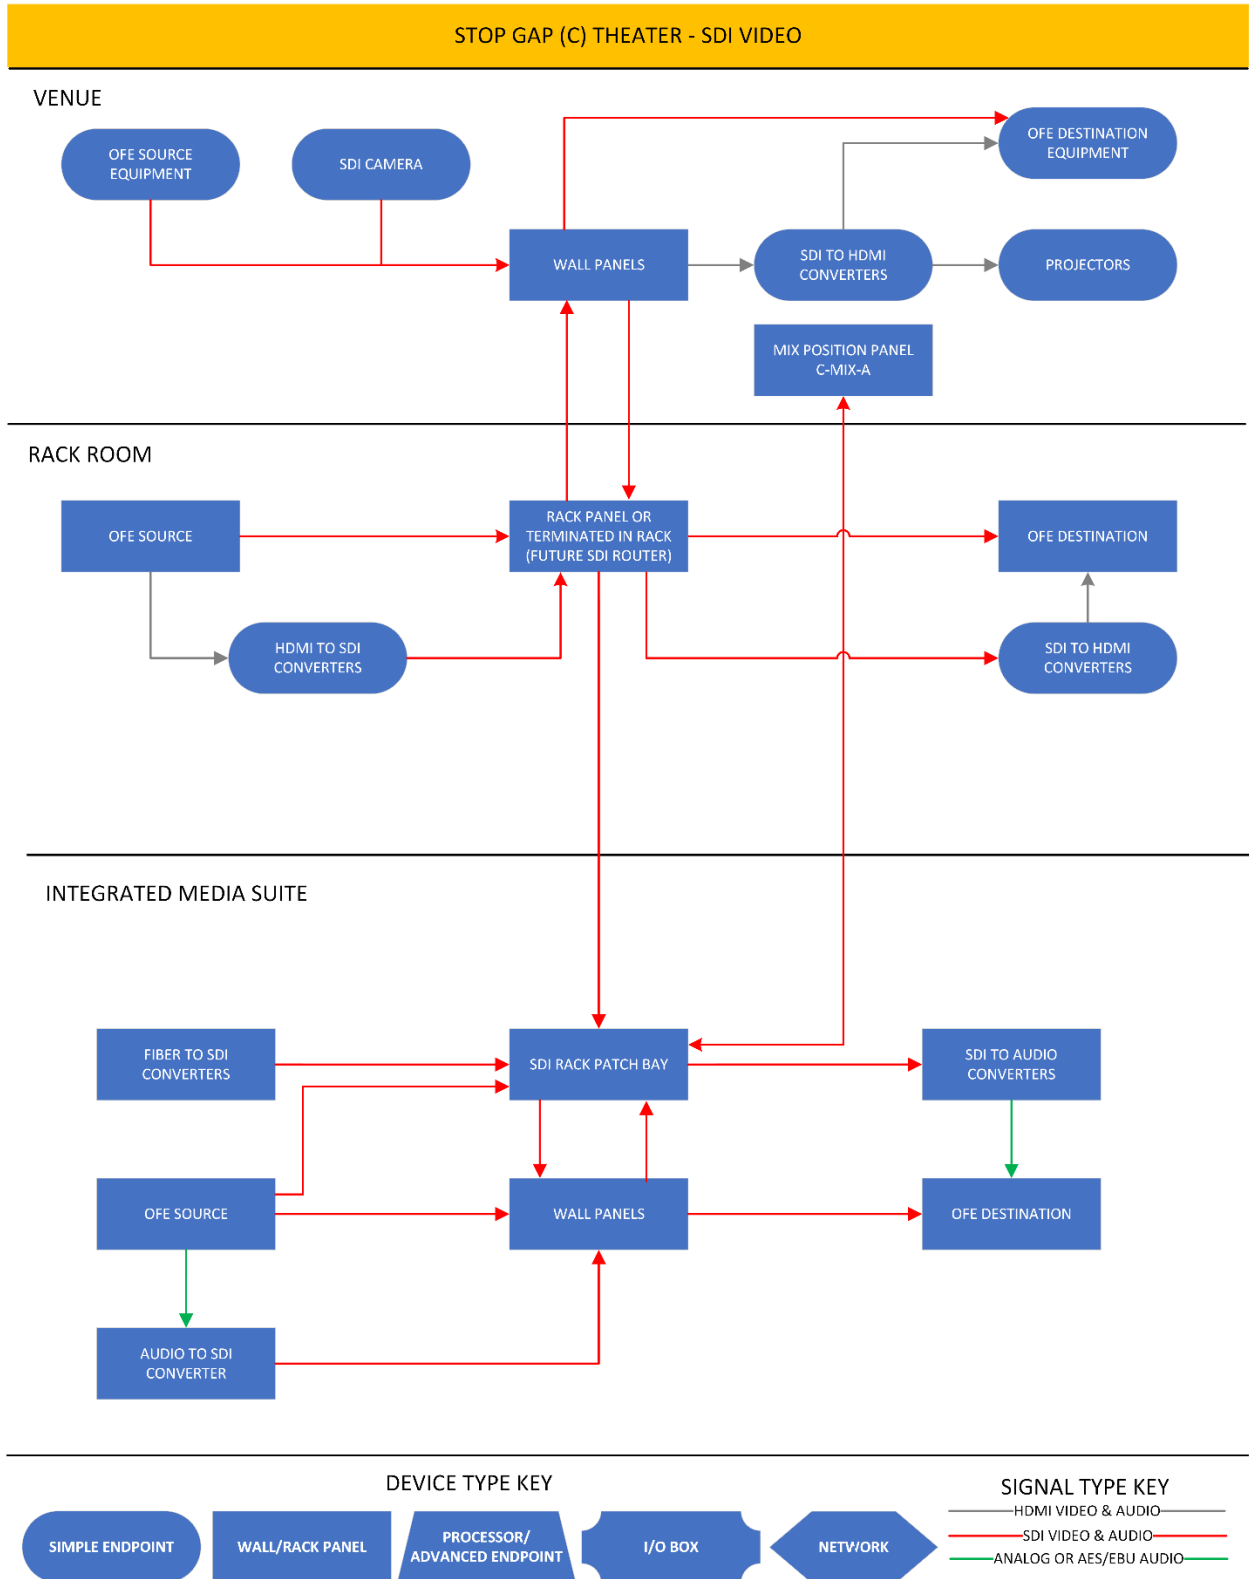 STOP GAP (C) THEATER - SDI VIDEO
VENUE
OFE SOURCE
EQUIPMENT
SDI CAMERA
OFE DESTINATION
EQUIPMENT
WALL PANELS
SDI TO HDMI
CONVERTERS
PROJECTORS
MIX POSITION PANEL
C-MIX-A
RACK ROOM
OFE SOURCE
RACK PANEL OR
TERMINATED IN RACK
(FUTURE SDI ROUTER)
OFE DESTINATION
HDMI TO SDI
CONVERTERS
SDI TO HDMI
CONVERTERS
INTEGRATED MEDIA SUITE
FIBER TO SDI
CONVERTERS
SDI RACK PATCH BAY
SDI TO AUDIO
CONVERTERS
OFE SOURCE
WALL PANELS
OFE DESTINATION
AUDIO TO SDI
CONVERTER
DEVICE TYPE KEY
SIMPLE ENDPOINT
WALL/RACK PANEL
PROCESSOR/
ADVANCED ENDPOINT
I/O BOX
NETWORK
SIGNAL TYPE KEY
HDMI VIDEO & AUDIO
SDI VIDEO & AUDIO
ANALOG OR AES/EBU AUDIO